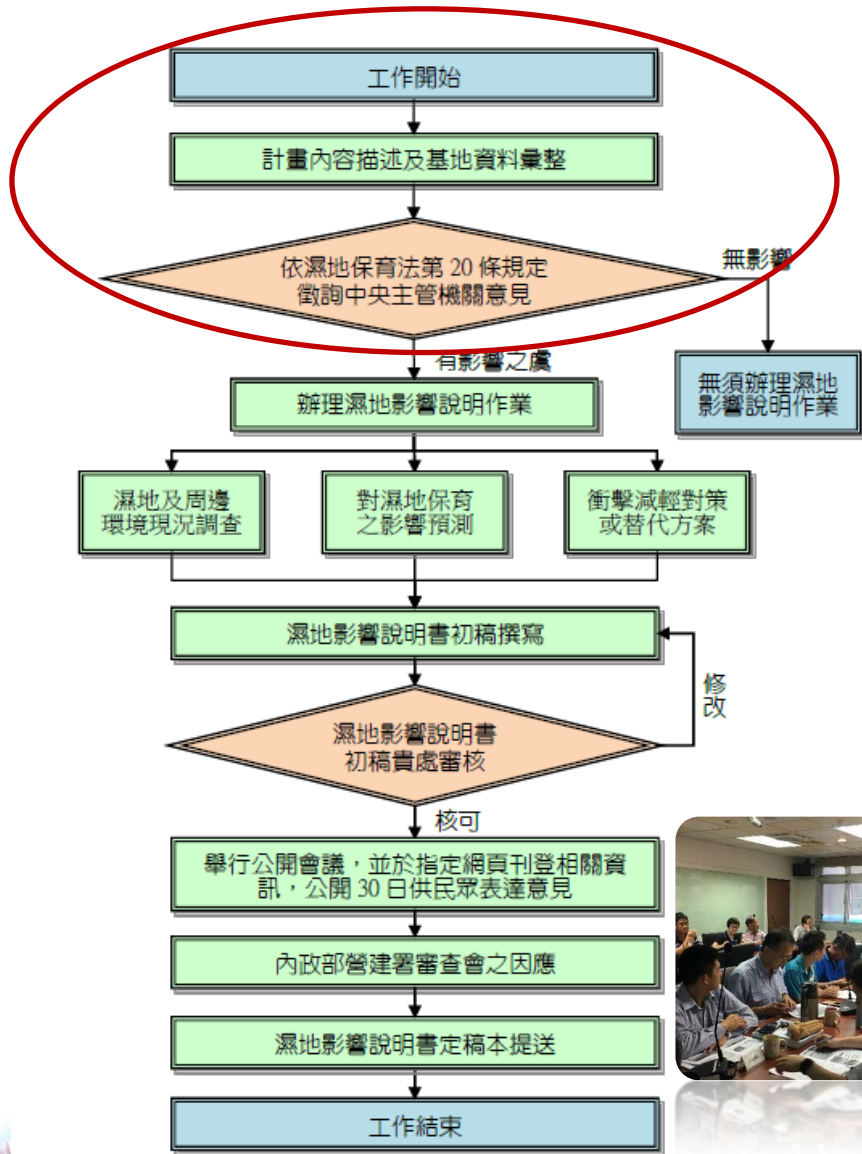 工作開始
計畫內容描述及基地資料彙整
依濕地保育法第 20 條規定
徵詢中央主管機關意見
無影響
有影響之虞
辦理濕地影響說明作業
無須辦理濕地
影響說明作業
濕地及周邊
環境現況調查
對濕地保育
之影響預測
衝擊減輕對策
或替代方案
濕地影響說明書初稿撰寫
修
改
濕地影響說明書
初稿貴處審核
核可
舉行公開會議，並於指定網頁刊登相關資
訊，公開 30 日供民眾表達意見
內政部營建署審查會之因應
濕地影響說明書定稿本提送
工作結束